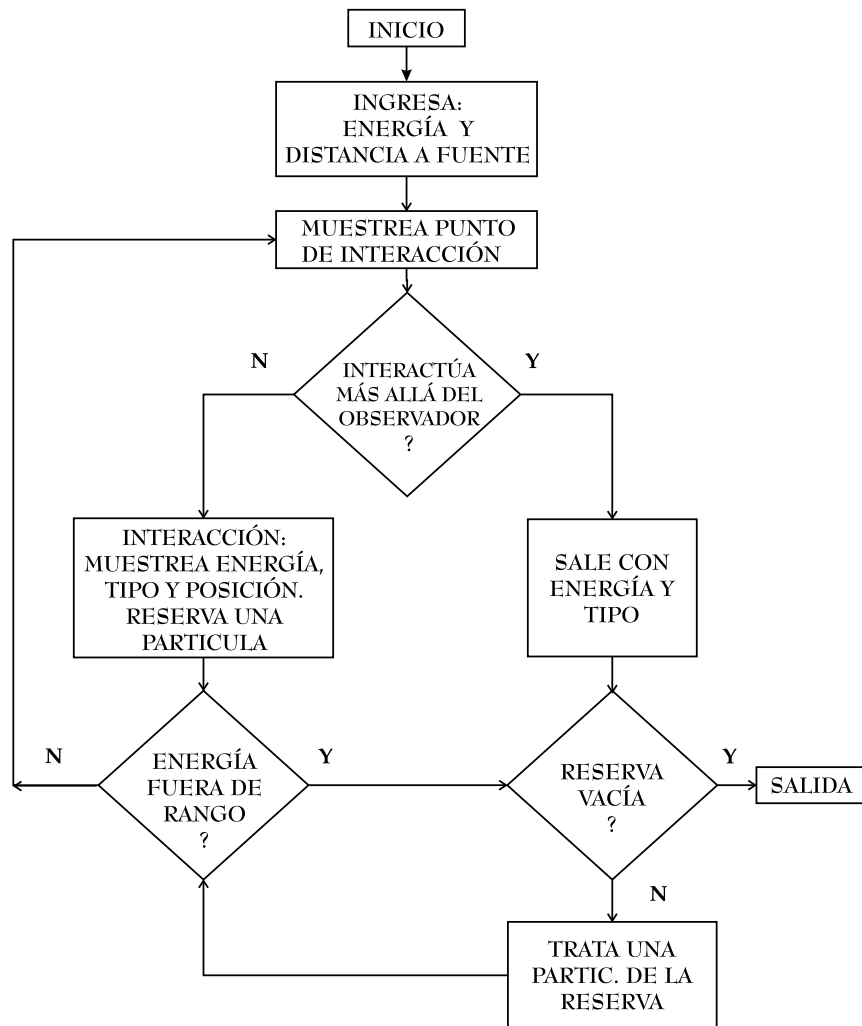 INICIO
INGRESA:
ENERGÍA Y
DISTANCIA A FUENTE
MUESTREA PUNTO
DE INTERACCIÓN
N
Y
INTERACTÚA
MÁS ALLÁ DEL
OBSERVADOR
?
INTERACCIÓN:
MUESTREA ENERGÍA,
TIPO Y POSICIÓN.
RESERVA UNA
PARTICULA
SALE CON
ENERGÍA Y
TIPO
N
ENERGÍA
FUERA DE
RANGO
?
Y
RESERVA
VACÍA
?
Y
SALIDA
N
TRATA UNA
PARTIC. DE LA
RESERVA